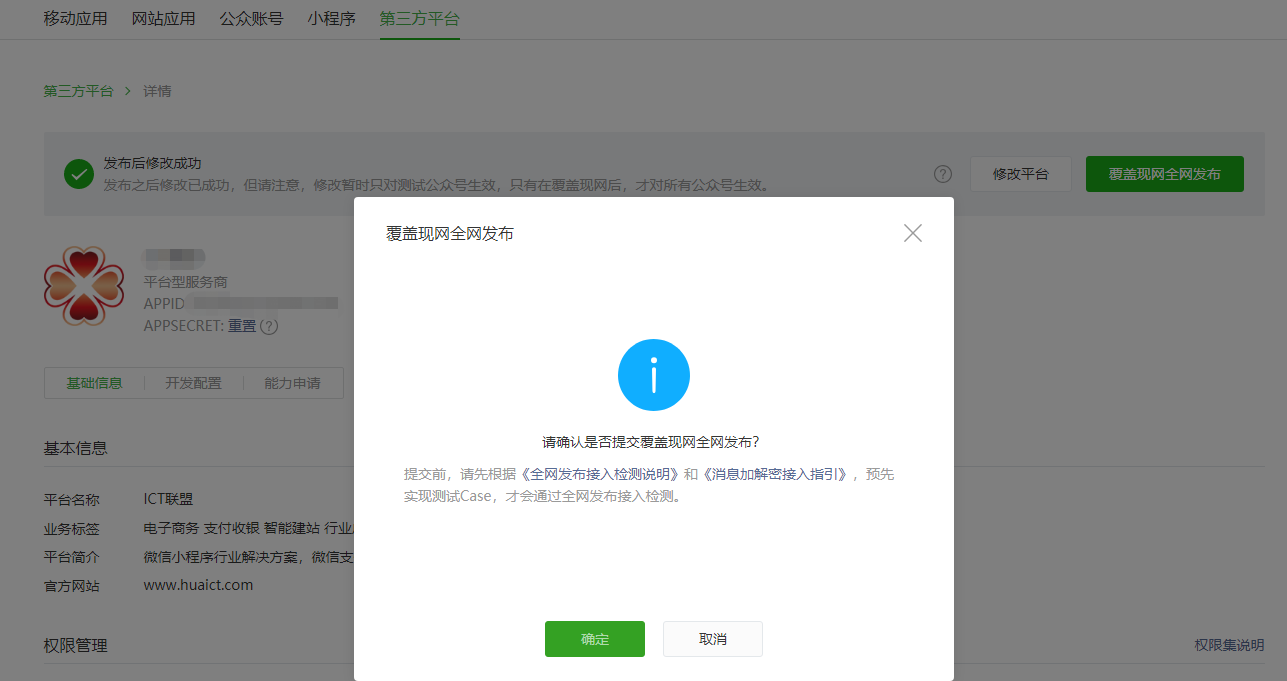 移动应用 网站应用 公众账号 小程序 第三方平台
第三方平台 > 详情
发布后修改成功
发布之后修改已成功，但请注意，修改暂时只对测试公众号生效，只有在覆盖现网后，才对所有公众号生效。
? 修改平台 覆盖现网全网发布
覆盖现网全网发布
平台型服务商
APPID
APPSECRET: 重置 ?
基础信息 开发配置 能力申请
请确认是否提交覆盖现网全网发布？
提交前，请先根据《全网发布接入检测说明》和《消息加解密接入指引》，预先
实现测试Case，才会通过全网发布接入检测。
确定 取消
基本信息
平台名称 ICT联盟
业务标签 电子商务 支付收银 智能建站 行业
平台简介 微信小程序行业解决方案，微信支
官方网站 www.huaict.com
权限管理 权限集说明